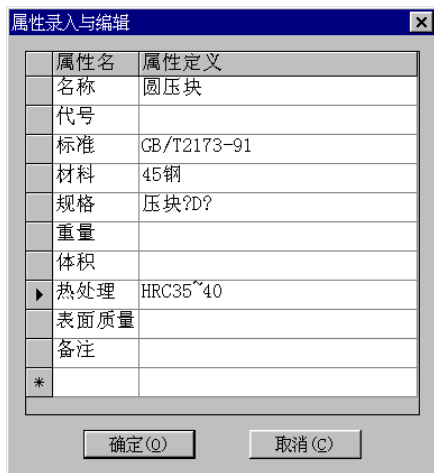 属性录入与编辑
属性名 属性定义
名称 圆压块
代号
标准 GB/T2173-91
材料 45钢
规格 压块?D?
重量
体积
热处理 HRC35~40
表面质量
备注
*
确定(O) 取消(C)